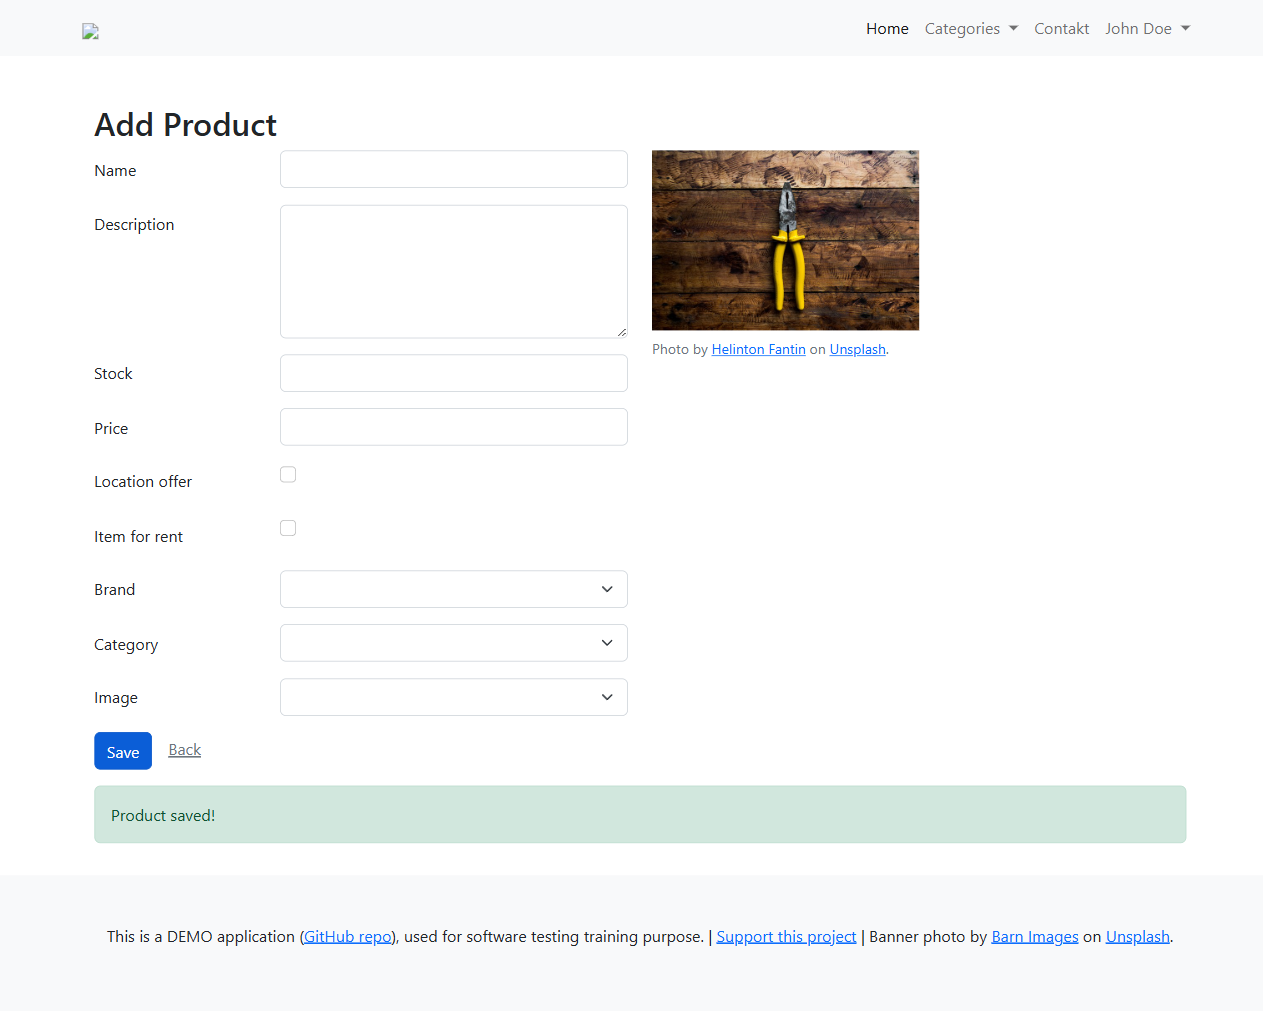 Home Categories Contakt John Doe
Add Product
Name
Description
Photo by Helinton Fantin on Unsplash.
Stock
Price
Location offer
Item for rent
Brand
Category
Image
Save Back
Product saved!
This is a DEMO application (GitHub repo), used for software testing training purpose. | Support this project | Banner photo by Barn Images on Unsplash.